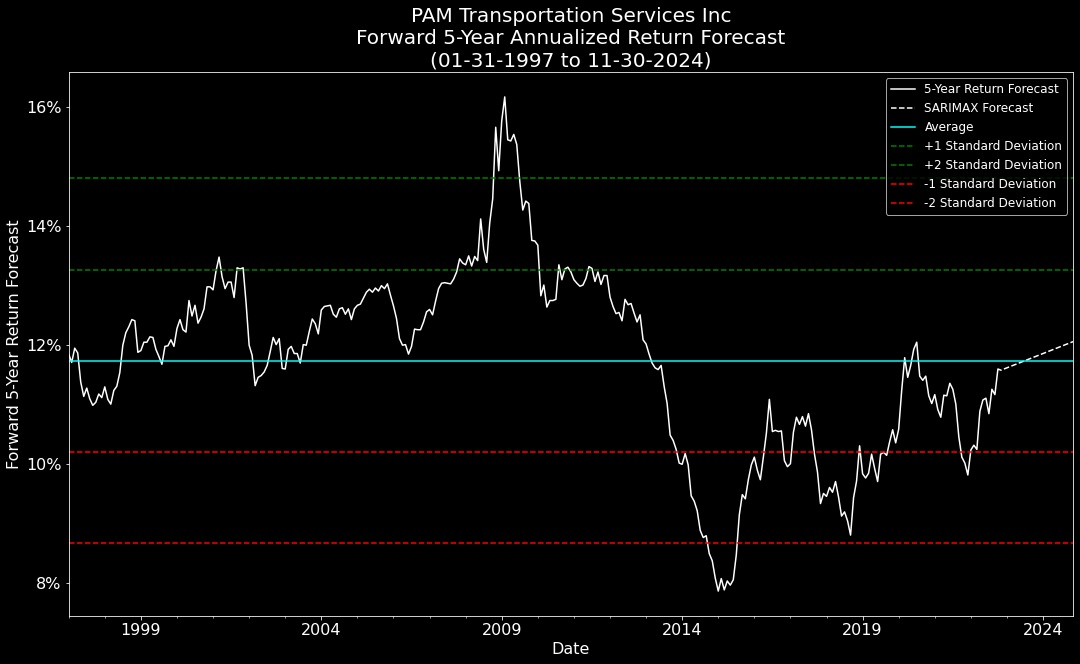 PAM Transportation Services Inc
Forward 5-Year Annualized Return Forecast
(01-31-1997 to 11-30-2024)
5-Year Return Forecast
SARIMAX Forecast
Average
+1 Standard Deviation
+2 Standard Deviation
-1 Standard Deviation
-2 Standard Deviation
Forward 5-Year Return Forecast
16%
14%
12%
10%
8%
1999
2004
2009
2014
2019
2024
Date